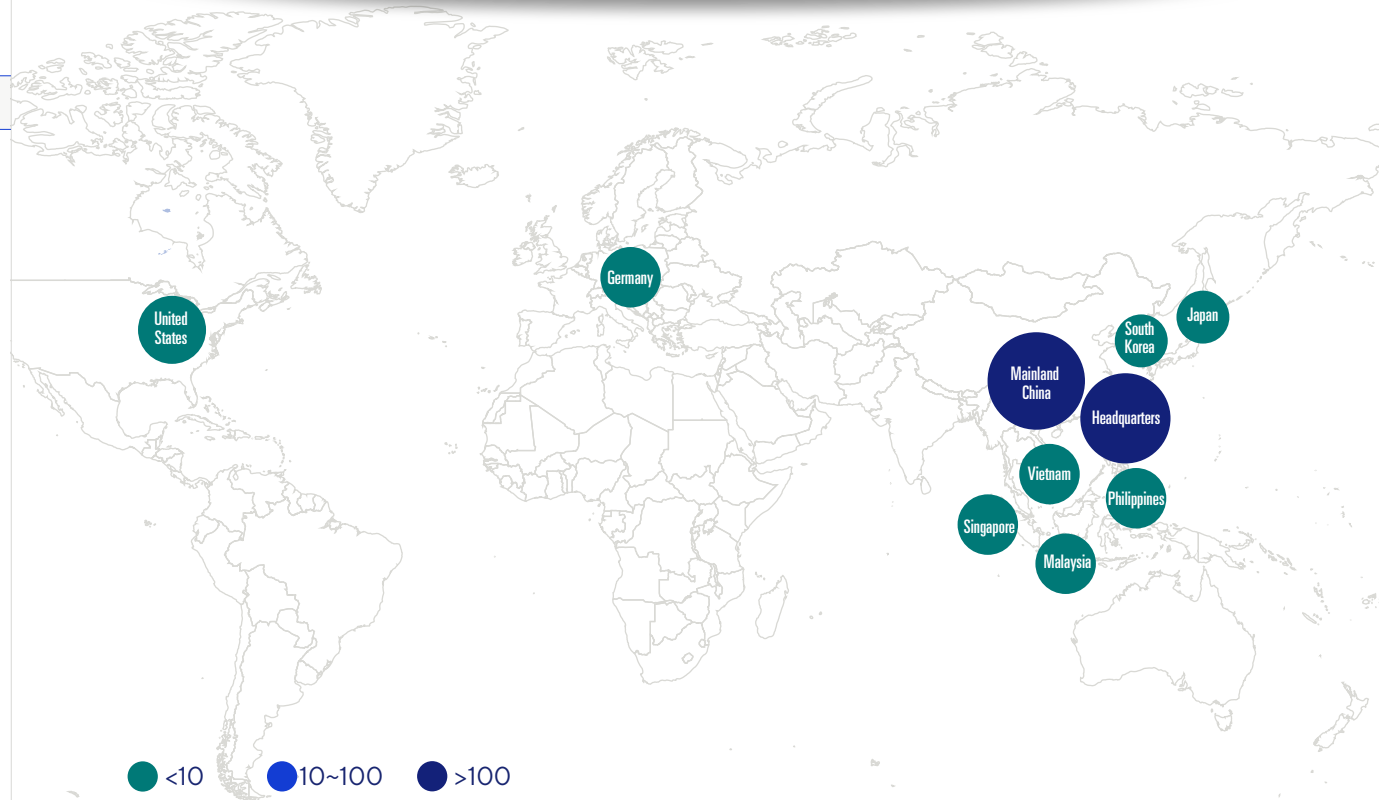 Germany
United
States
Japan
South
Korea
Mainland
China
Headquarters
Vietnam
Philippines
Singapore
Malaysia
<10
10~100
>100